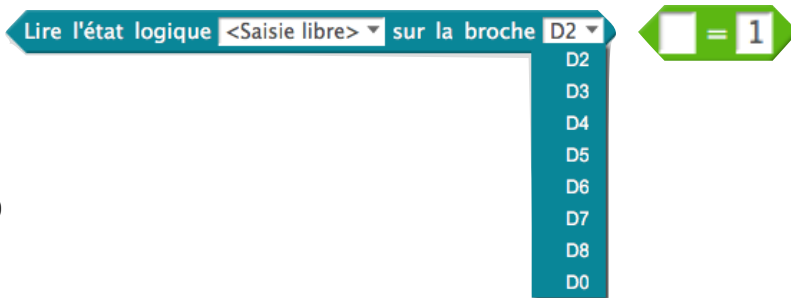 Lire l'état logique <Saisie libre> sur la broche D2 = 1
D2
D3
D4
D5
D6
D7
D8
D0